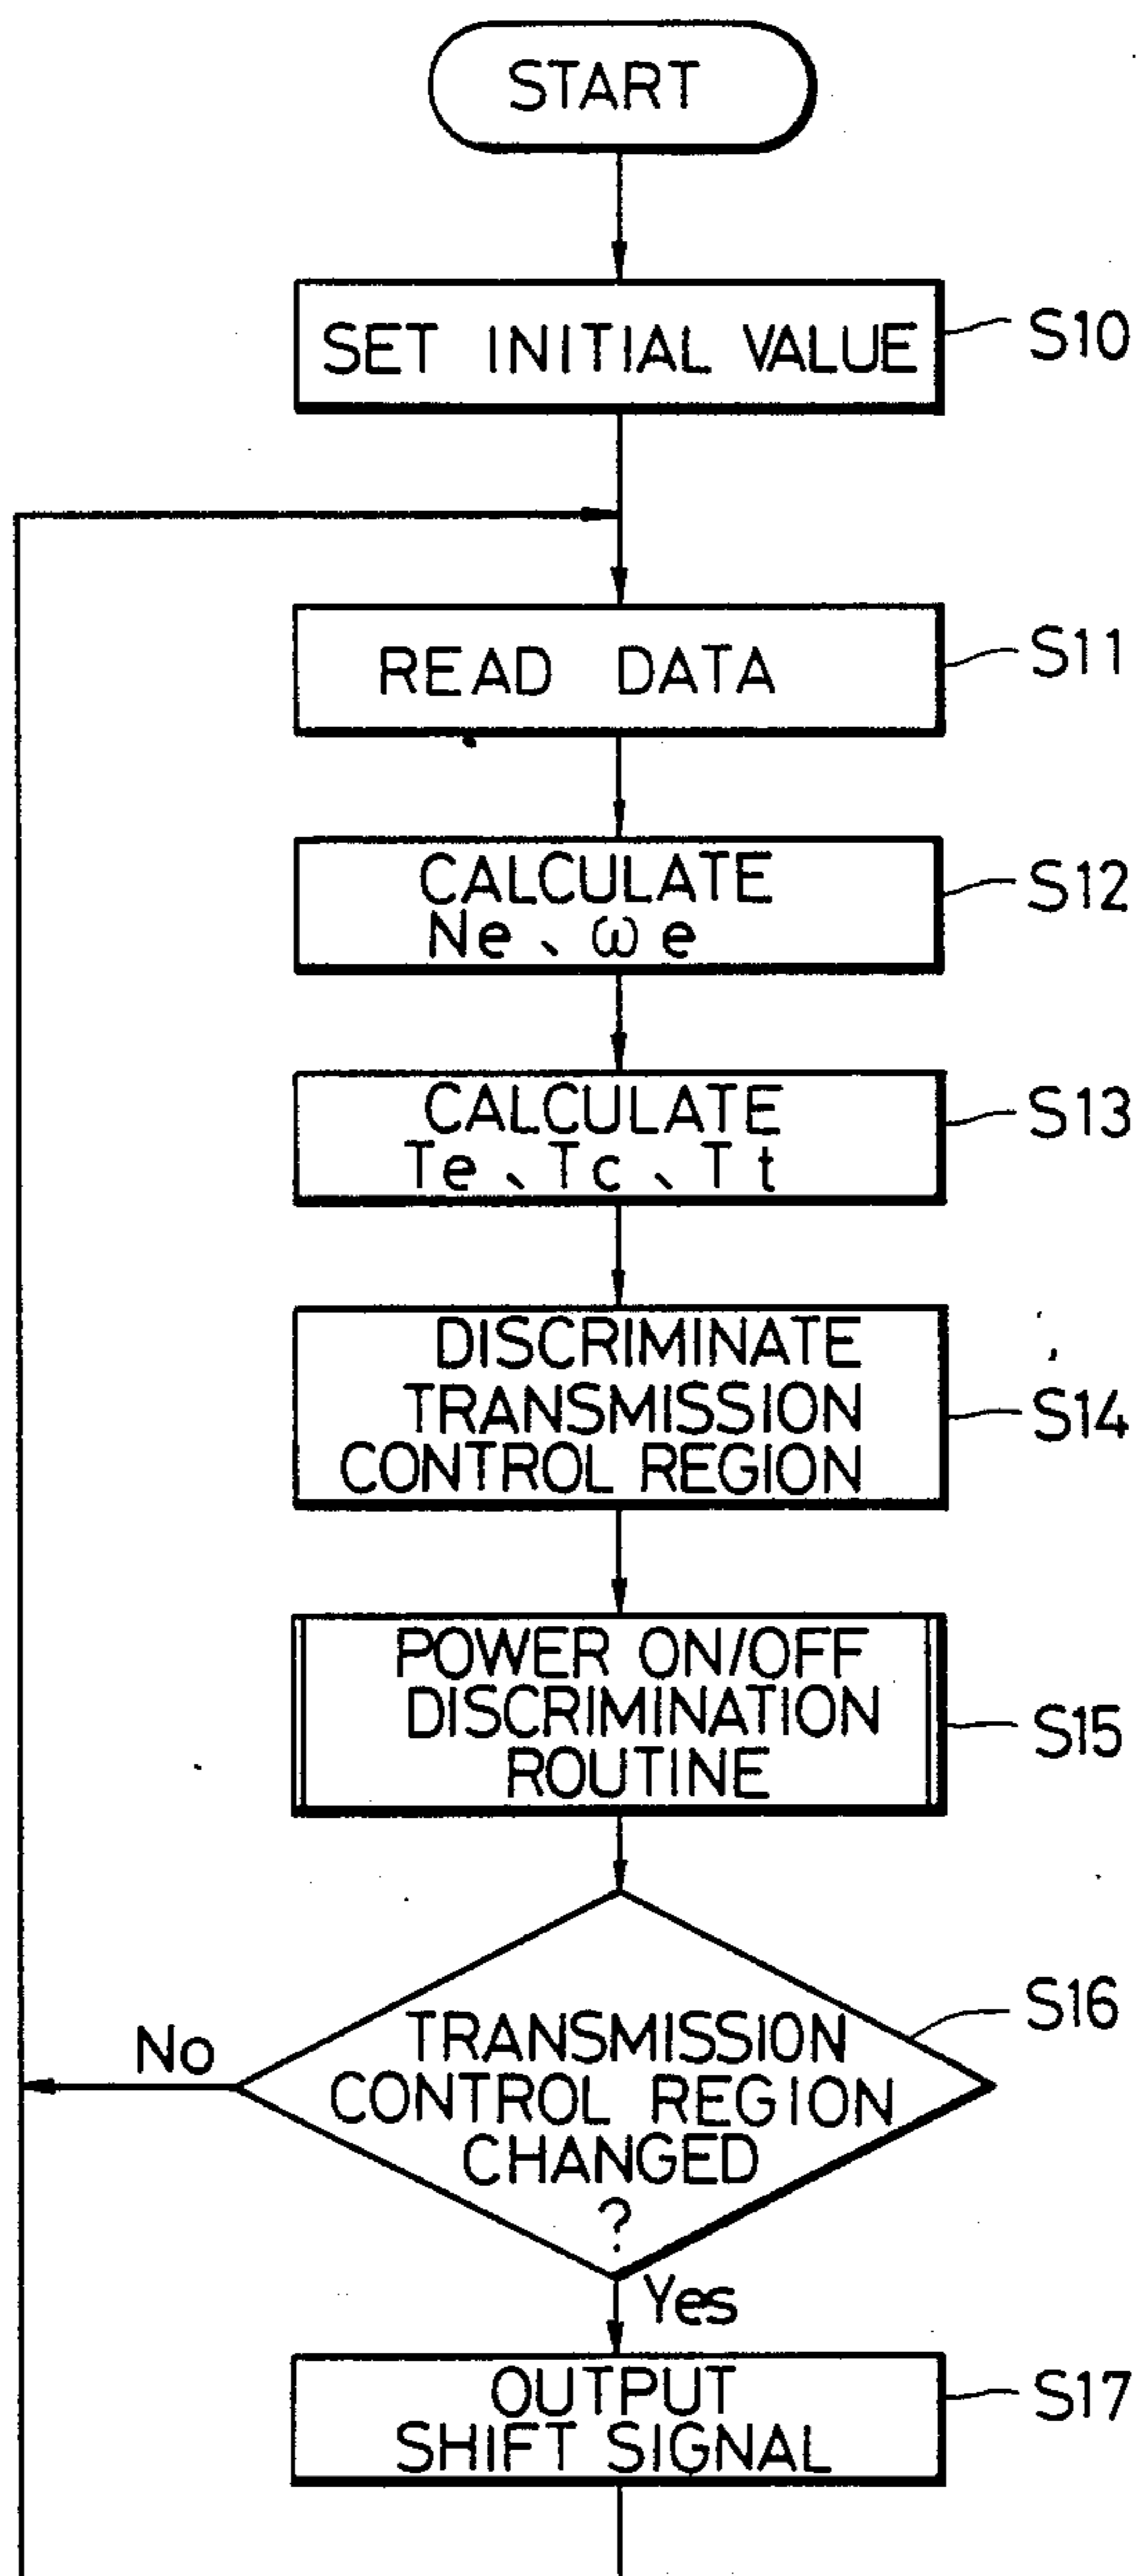 START
SET INITIAL VALUE
S10
READ DATA
S11
CALCULATE
Ne、ωe
S12
CALCULATE
Te、Tc、Tt
S13
DISCRIMINATE
TRANSMISSION
CONTROL REGION
S14
POWER ON/OFF
DISCRIMINATION
ROUTINE
S15
TRANSMISSION
CONTROL REGION
CHANGED
?
S16
No
Yes
OUTPUT
SHIFT SIGNAL
S17